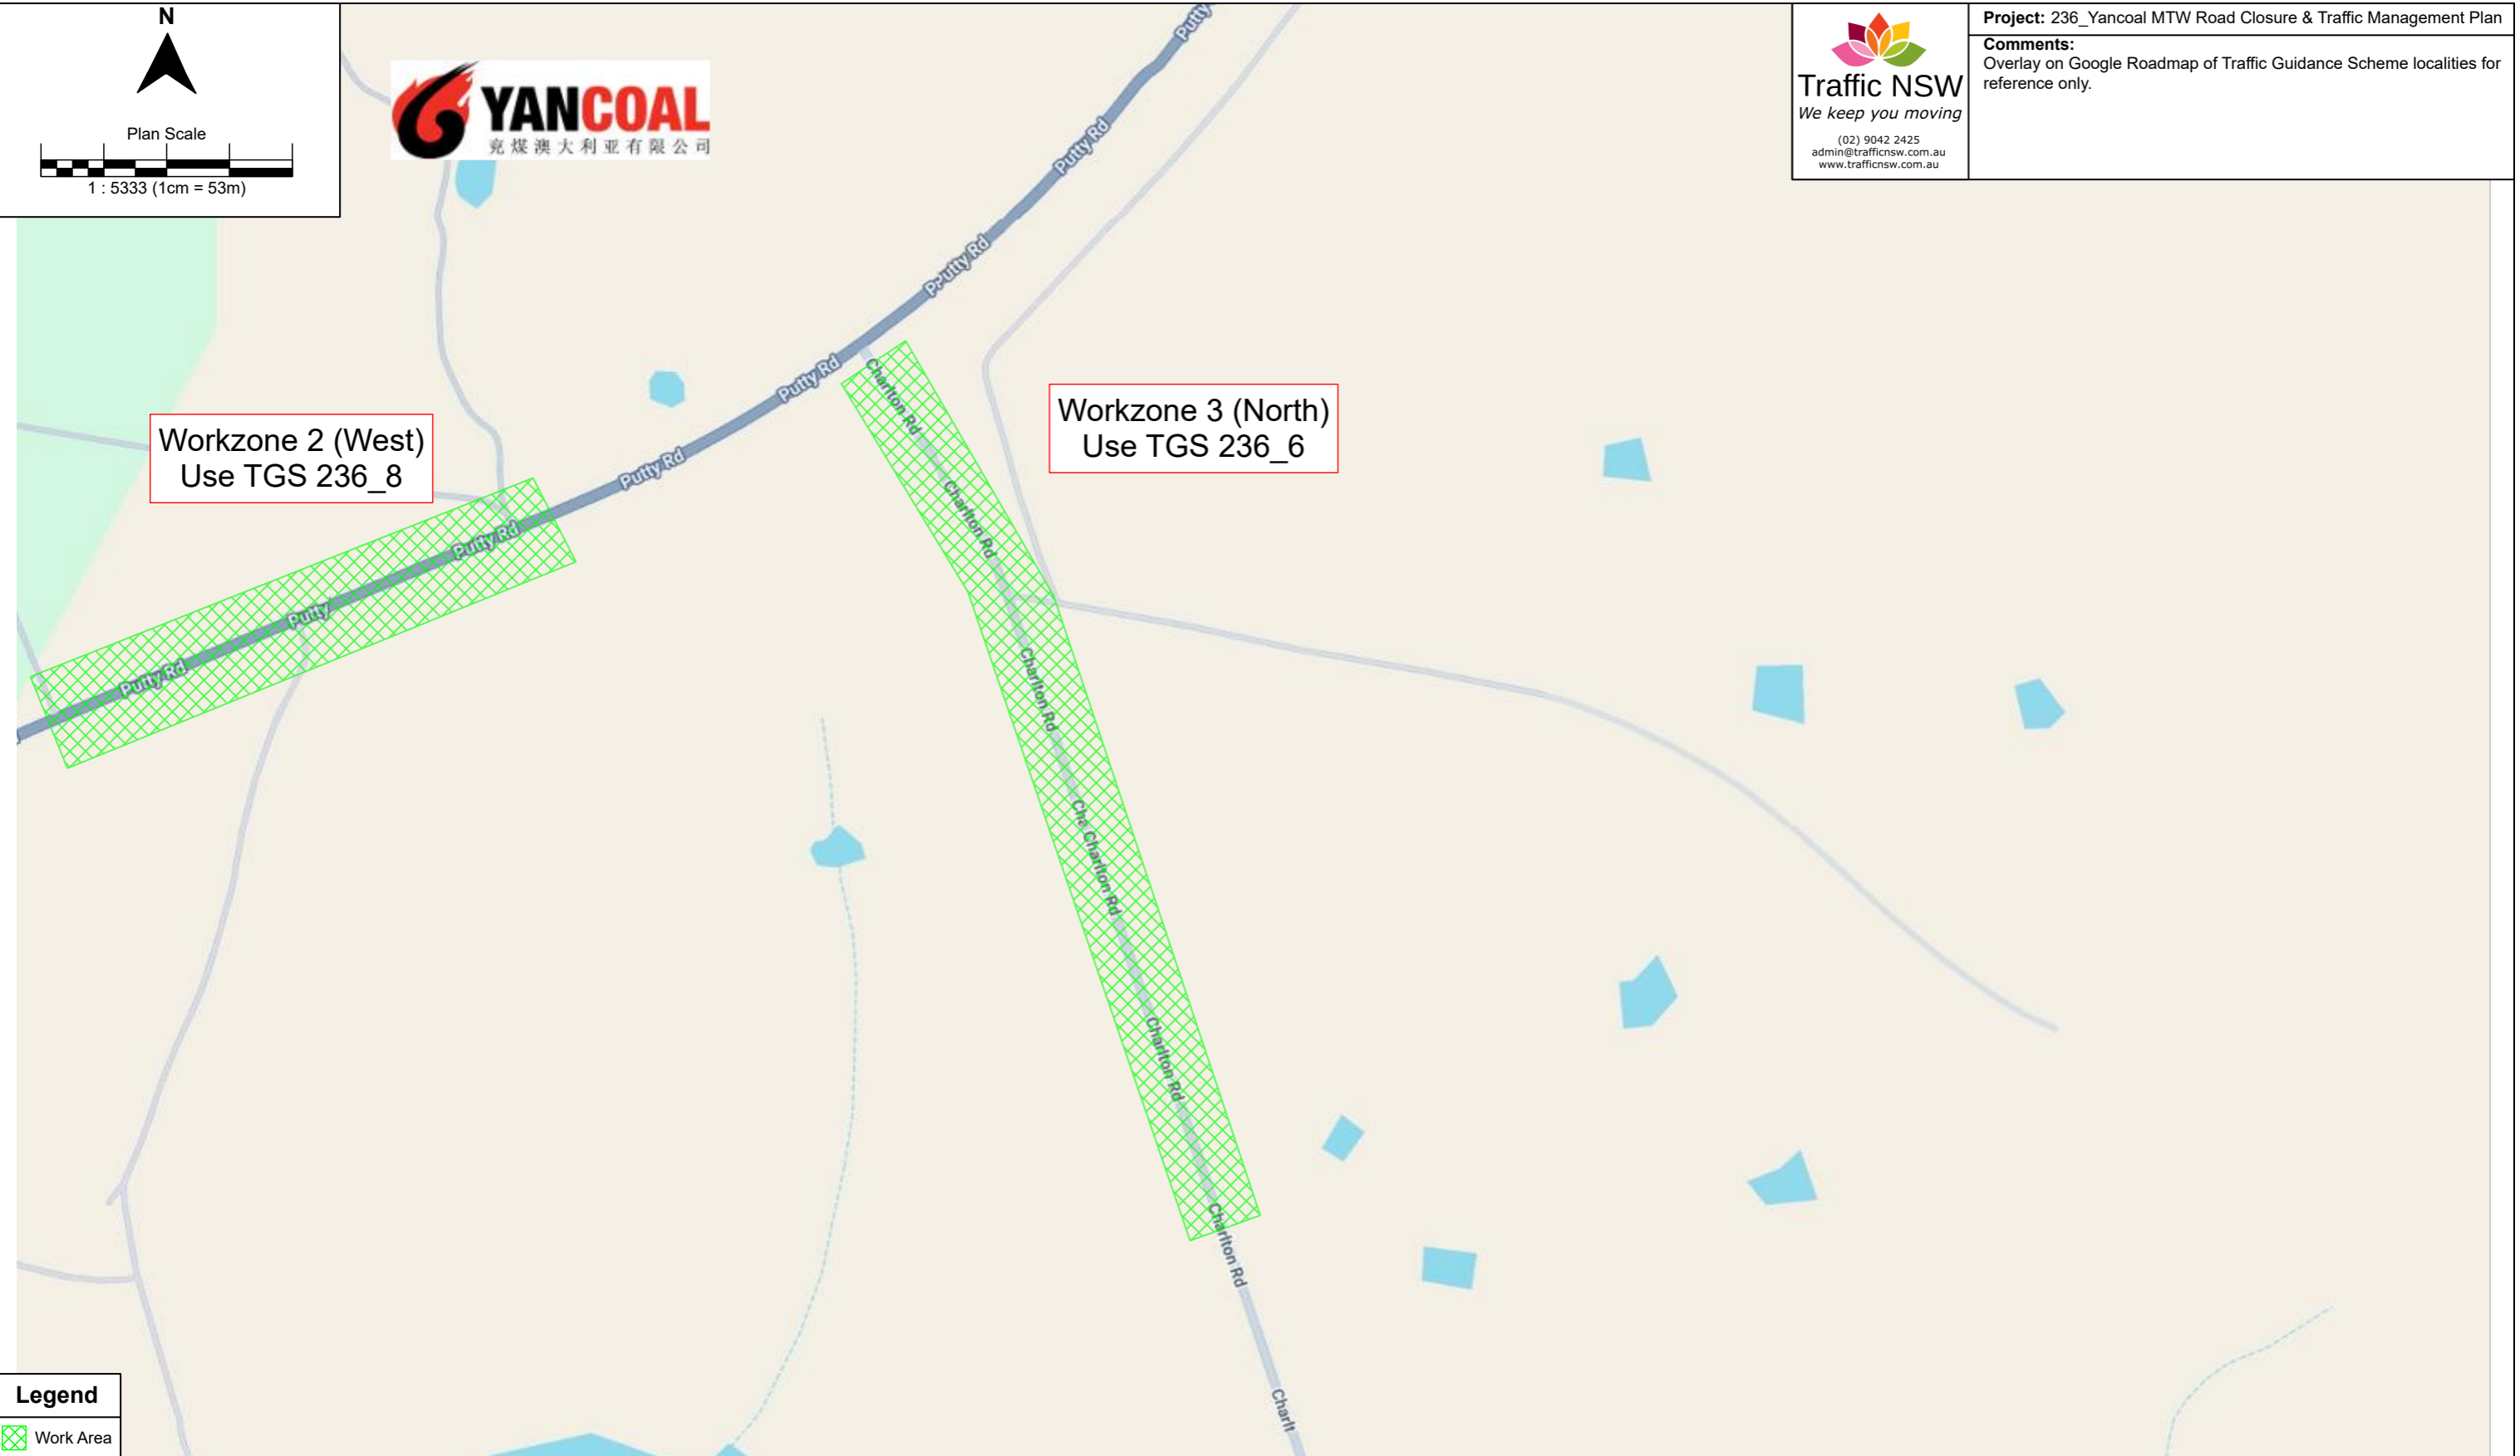 N
Plan Scale
1 : 5333 (1cm = 53m)
YANCOAL
兖煤澳大利亚有限公司
Traffic NSW
We keep you moving
(02) 9042 2425
admin@trafficnsw.com.au
www.trafficnsw.com.au
Project: 236_Yancoal MTW Road Closure & Traffic Management Plan
Comments:
Overlay on Google Roadmap of Traffic Guidance Scheme localities for
reference only.
Putty
Putty Rd
Putty Rd
Putty Rd
Putty Rd
Putty Rd
Putty
Putty Rd
Workzone 2 (West)
Use TGS 236_8
Workzone 3 (North)
Use TGS 236_6
Charlton Rd
Charlton Rd
Charlton Rd
Cha Charlton Rd
Charlton Rd
Charlton Rd
Charlt
Legend
Work Area